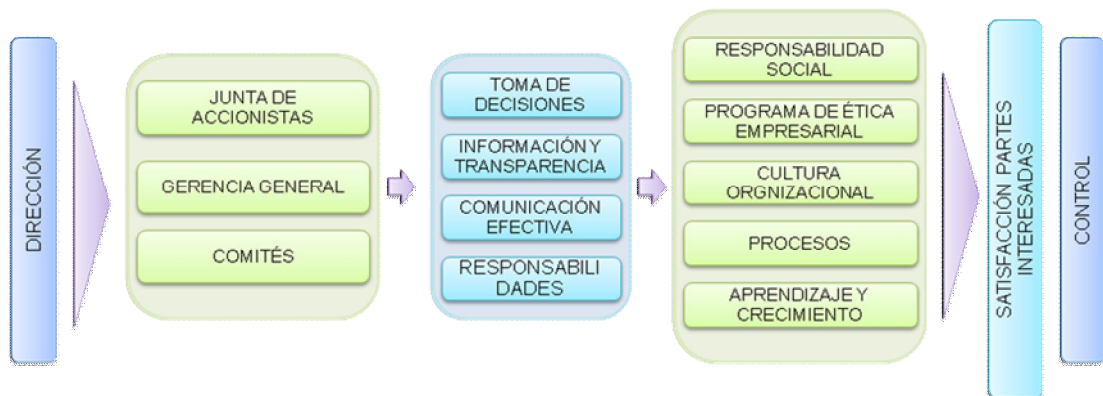 DIRECCIÓN
JUNTA DE
ACCIONISTAS
GERENCIA GENERAL
COMITÉS
TOMA DE
DECISIONES
INFORMACIÓN Y
TRANSPARENCIA
COMUNICACIÓN
EFECTIVA
RESPONSABILI
DADES
RESPONSABILIDAD
SOCIAL
PROGRAMA DE ÉTICA
EMPRESARIAL
CULTURA
ORGNIZACIONAL
PROCESOS
APRENDIZAJE Y
CRECIMIENTO
SATISFACCIÓN PARTES
INTERESADAS
CONTROL